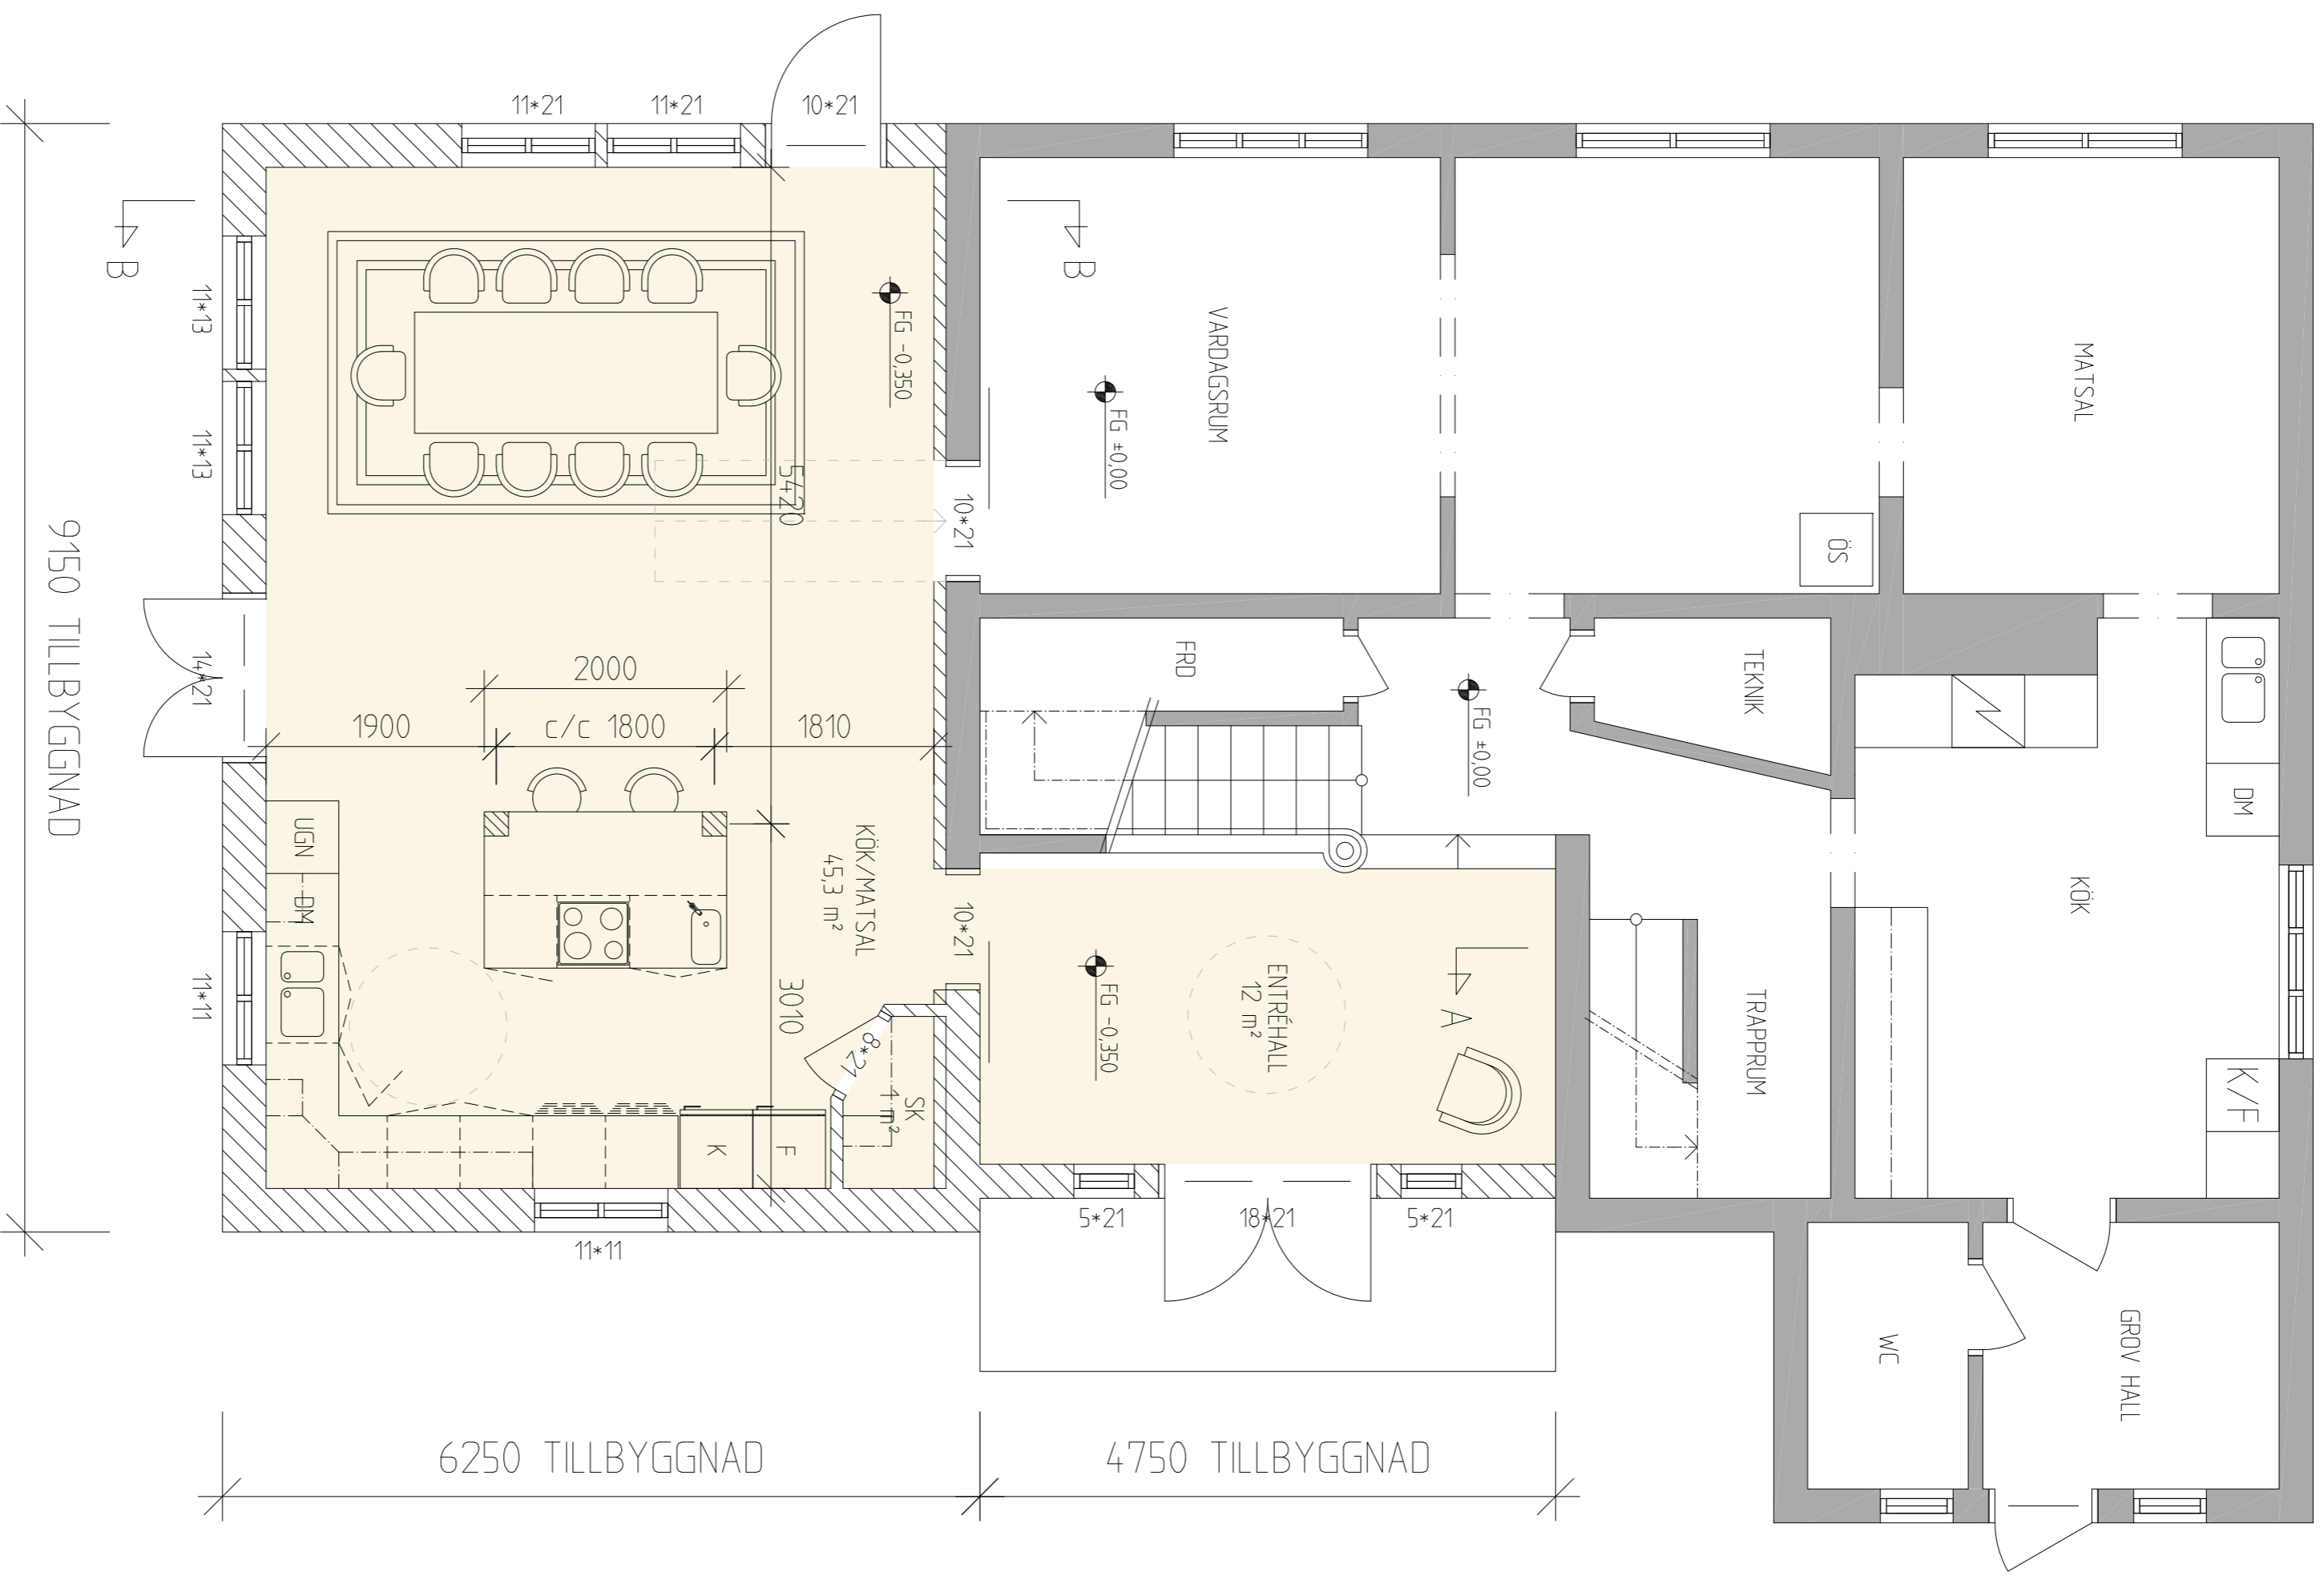 11*21
11*21
10*21
B
B
11*13
11*13
14*21
11*11
9150 TILLBYGGNAD
FG -0,350
5420
10*21
VARDAGSRUM
FG ±0,00
MATSAL
ÖS
FRD
TEKNIK
FG ±0,00
2000
1900
c/c 1800
1810
UGN
DM
KÖK/MATSAL
45,3 m²
3010
10*21
8*21
SK
1 m²
K
F
FG -0,350
ENTRÉHALL
12 m²
A
TRAPPRUM
KÖK
DM
K/F
5*21
18*21
5*21
11*11
WC
GROV HALL
6250 TILLBYGGNAD
4750 TILLBYGGNAD